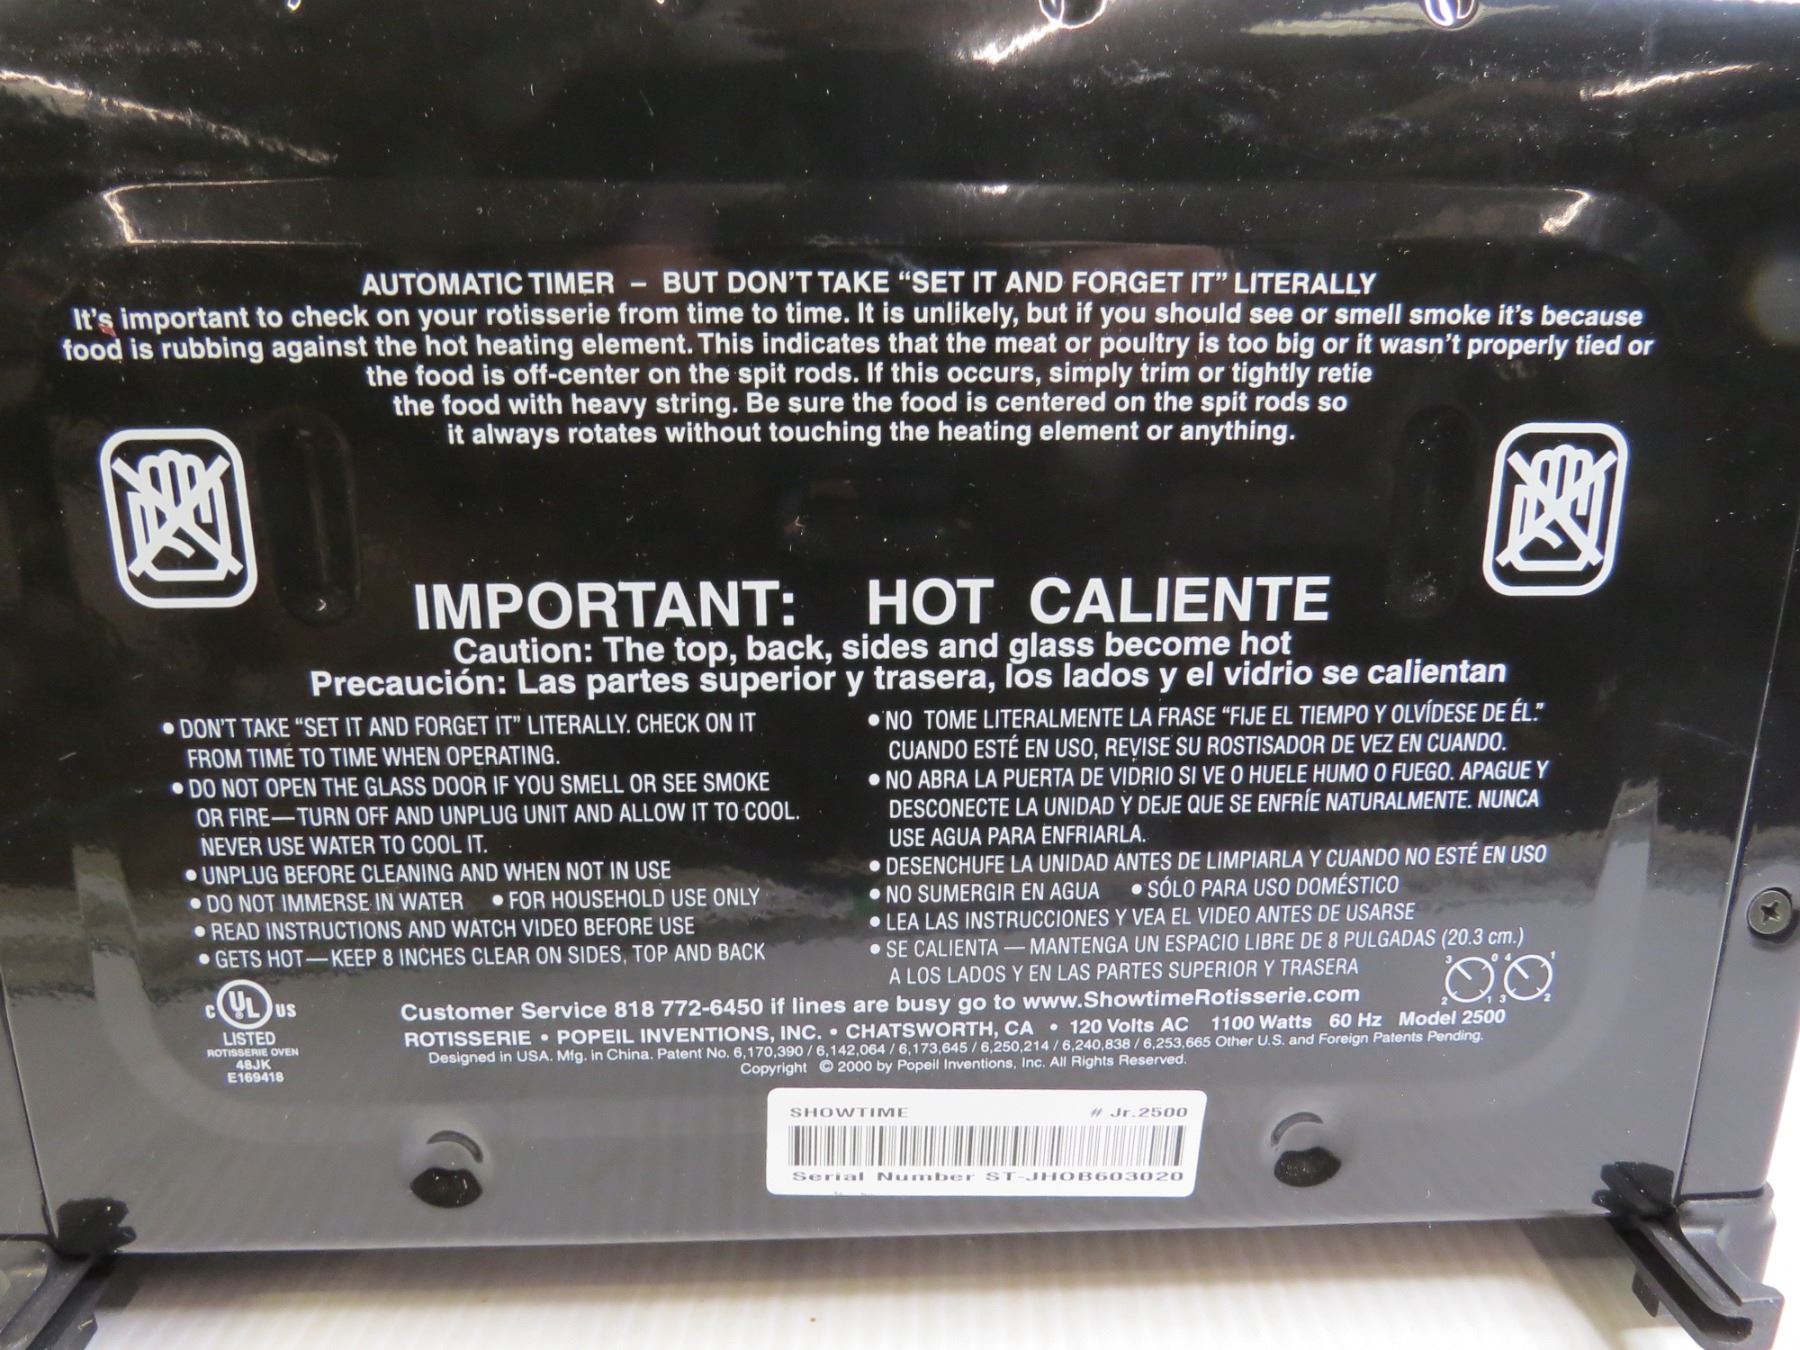 AUTOMATIC TIMER – BUT DON'T TAKE “SET IT AND FORGET IT” LITERALLY
It's important to check on your rotisserie from time to time. It is unlikely, but if you should see or smell smoke it's because
food is rubbing against the hot heating element. This indicates that the meat or poultry is too big or it wasn't properly tied or
the food is off-center on the spit rods. If this occurs, simply trim or tightly retie
the food with heavy string. Be sure the food is centered on the spit rods so
it always rotates without touching the heating element or anything.
IMPORTANT: HOT CALIENTE
Caution: The top, back, sides and glass become hot
Precaución: Las partes superior y trasera, los lados y el vidrio se calientan
• DON'T TAKE “SET IT AND FORGET IT” LITERALLY. CHECK ON IT
FROM TIME TO TIME WHEN OPERATING.
• DO NOT OPEN THE GLASS DOOR IF YOU SMELL OR SEE SMOKE
OR FIRE—TURN OFF AND UNPLUG UNIT AND ALLOW IT TO COOL.
NEVER USE WATER TO COOL IT.
• UNPLUG BEFORE CLEANING AND WHEN NOT IN USE
• DO NOT IMMERSE IN WATER • FOR HOUSEHOLD USE ONLY
• READ INSTRUCTIONS AND WATCH VIDEO BEFORE USE
• GETS HOT—KEEP 8 INCHES CLEAR ON SIDES, TOP AND BACK
• NO TOME LITERALMENTE LA FRASE “FIJE EL TIEMPO Y OLVÍDESE DE ÉL.”
CUANDO ESTÉ EN USO, REVISE SU ROSTISADOR DE VEZ EN CUANDO.
• NO ABRA LA PUERTA DE VIDRIO SI VE O HUELE HUMO O FUEGO. APAGUE Y
DESCONECTE LA UNIDAD Y DEJE QUE SE ENFRÍE NATURALMENTE. NUNCA
USE AGUA PARA ENFRIARLA.
• DESENCHUFE LA UNIDAD ANTES DE LIMPIARLA Y CUANDO NO ESTÉ EN USO
• NO SUMERGIR EN AGUA • SÓLO PARA USO DOMÉSTICO
• LEA LAS INSTRUCCIONES Y VEA EL VIDEO ANTES DE USARSE
• SE CALIENTA — MANTENGA UN ESPACIO LIBRE DE 8 PULGADAS (20.3 cm.)
A LOS LADOS Y EN LAS PARTES SUPERIOR Y TRASERA
3 0 4 1
2 1 3 2
C UL US
LISTED
ROTISSERIE OVEN
48JK
E169418
Customer Service 818 772-6450 if lines are busy go to www.ShowtimeRotisserie.com
ROTISSERIE • POPEIL INVENTIONS, INC. • CHATSWORTH, CA • 120 Volts AC 1100 Watts 60 Hz Model 2500
Designed in USA. Mfg. in China. Patent No. 6,170,390 / 6,142,064 / 6,173,645 / 6,250,214 / 6,240,838 / 6,253,665 Other U.S. and Foreign Patents Pending.
Copyright © 2000 by Popeil Inventions, Inc. All Rights Reserved.
SHOWTIME # Jr.2500
Serial Number ST-JHOB603020